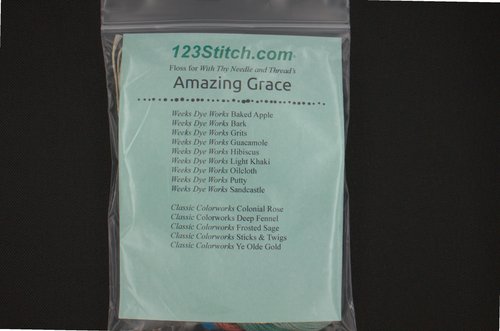 123Stitch.com
Floss for With Thy Needle and Thread's
Amazing Grace
Weeks Dye Works Baked Apple
Weeks Dye Works Bark
Weeks Dye Works Grits
Weeks Dye Works Guacamole
Weeks Dye Works Hibiscus
Weeks Dye Works Light Khaki
Weeks Dye Works Oilcloth
Weeks Dye Works Putty
Weeks Dye Works Sandcastle
Classic Colorworks Colonial Rose
Classic Colorworks Deep Fennel
Classic Colorworks Frosted Sage
Classic Colorworks Sticks & Twigs
Classic Colorworks Ye Olde Gold